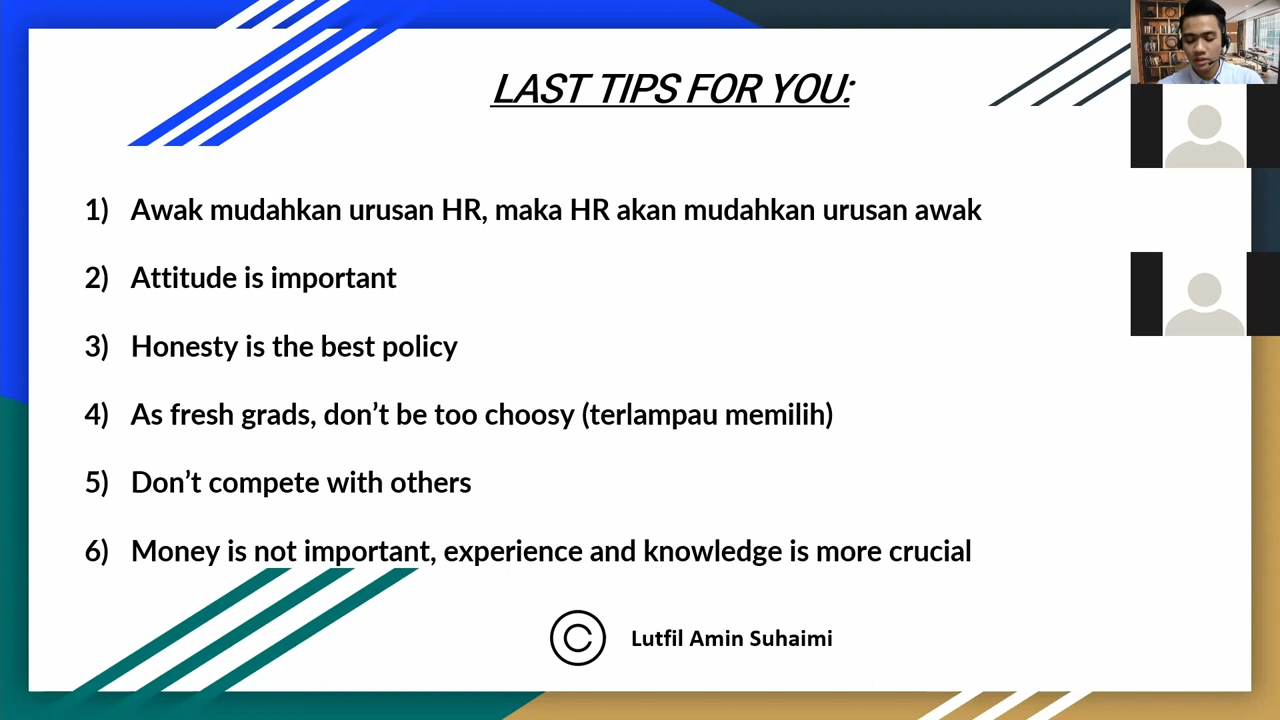 LAST TIPS FOR YOU:
1) Awak mudahkan urusan HR, maka HR akan mudahkan urusan awak
2) Attitude is important
3) Honesty is the best policy
4) As fresh grads, don’t be too choosy (terlampau memilih)
5) Don’t compete with others
6) Money is not important, experience and knowledge is more crucial
© Lutfil Amin Suhaimi